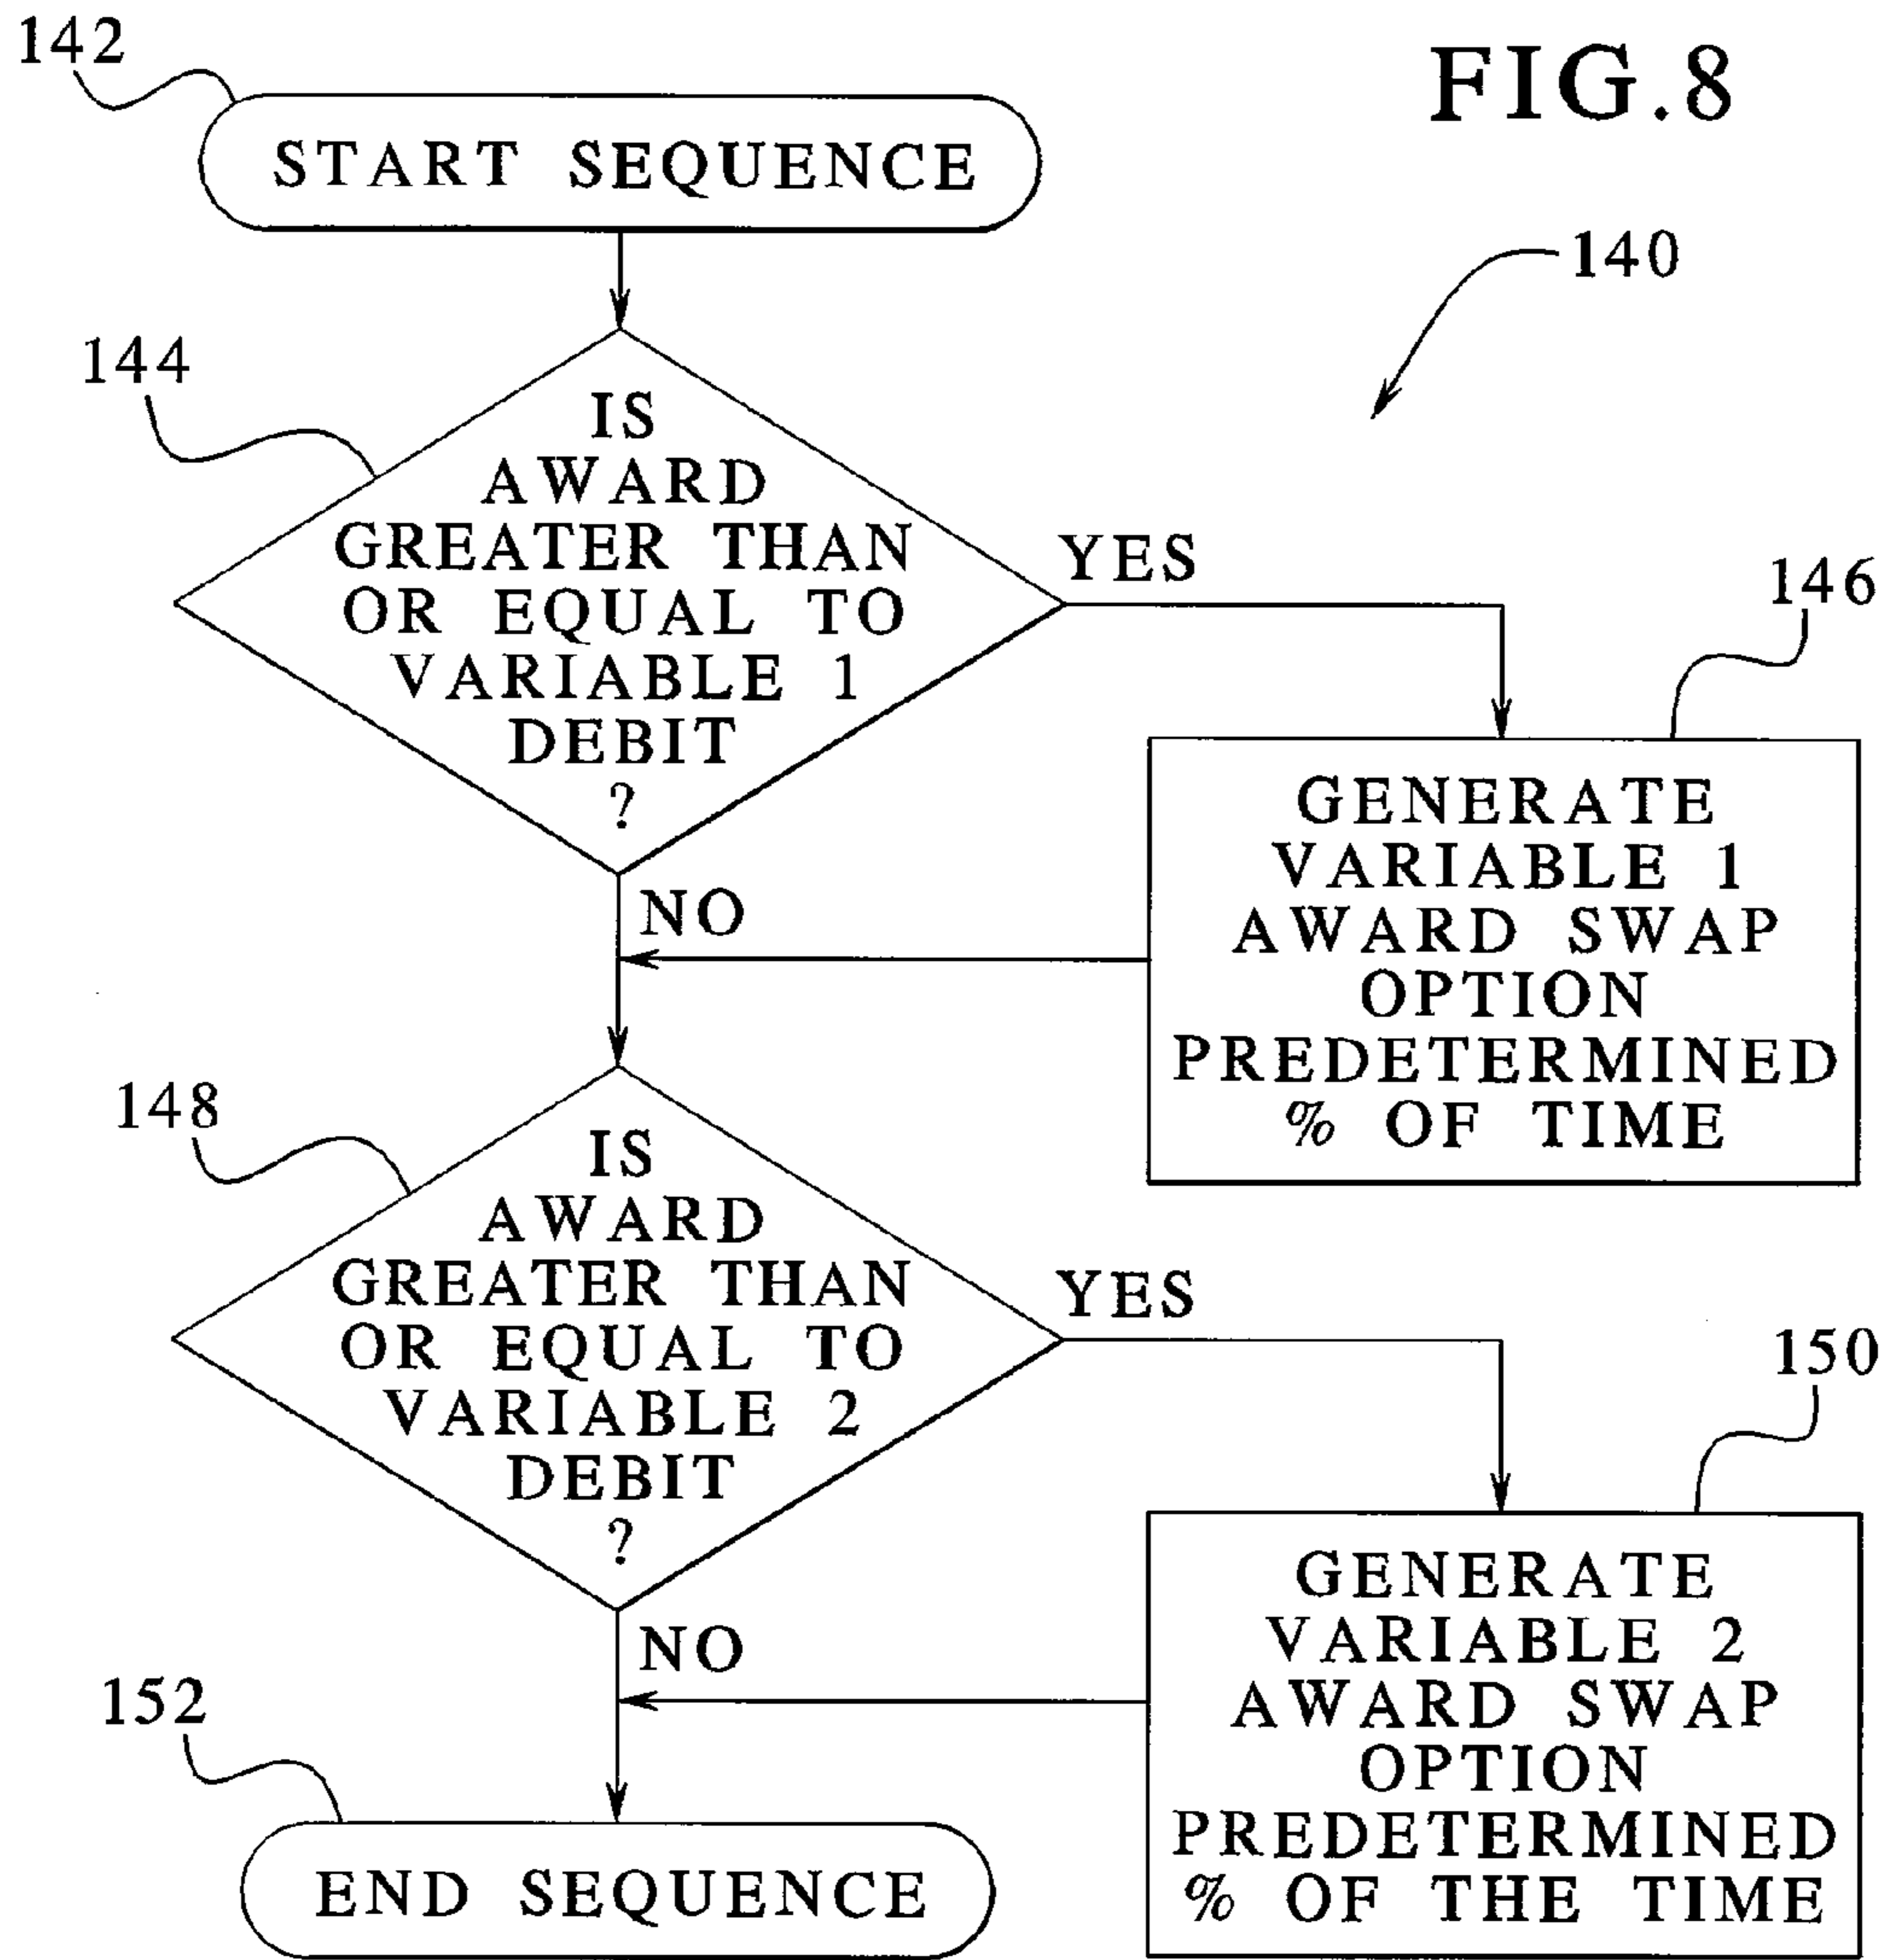 FIG.8
142
START SEQUENCE
140
144
IS
AWARD
GREATER THAN
OR EQUAL TO
VARIABLE 1
DEBIT
?
YES
NO
146
GENERATE
VARIABLE 1
AWARD SWAP
OPTION
PREDETERMINED
% OF TIME
148
IS
AWARD
GREATER THAN
OR EQUAL TO
VARIABLE 2
DEBIT
?
YES
NO
150
GENERATE
VARIABLE 2
AWARD SWAP
OPTION
PREDETERMINED
% OF THE TIME
152
END SEQUENCE